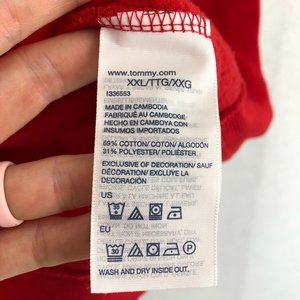 www.tommy.com
XXL/TTG/XXG
1336553
MADE IN CAMBODIA
FABRIQUÉ AU CAMBODGE
HECHO EN CAMBOYA CON
INSUMOS IMPORTADOS
69% COTTON/ COTON/ ALGODÓN
31% POLYESTER/ POLIÉSTER
EXCLUSIVE OF DECORATION/ SAUF
DÉCORATION/ EXCLUYE LA
DECORACIÓN
US
EU
30
WASH AND DRY INSIDE OUT.